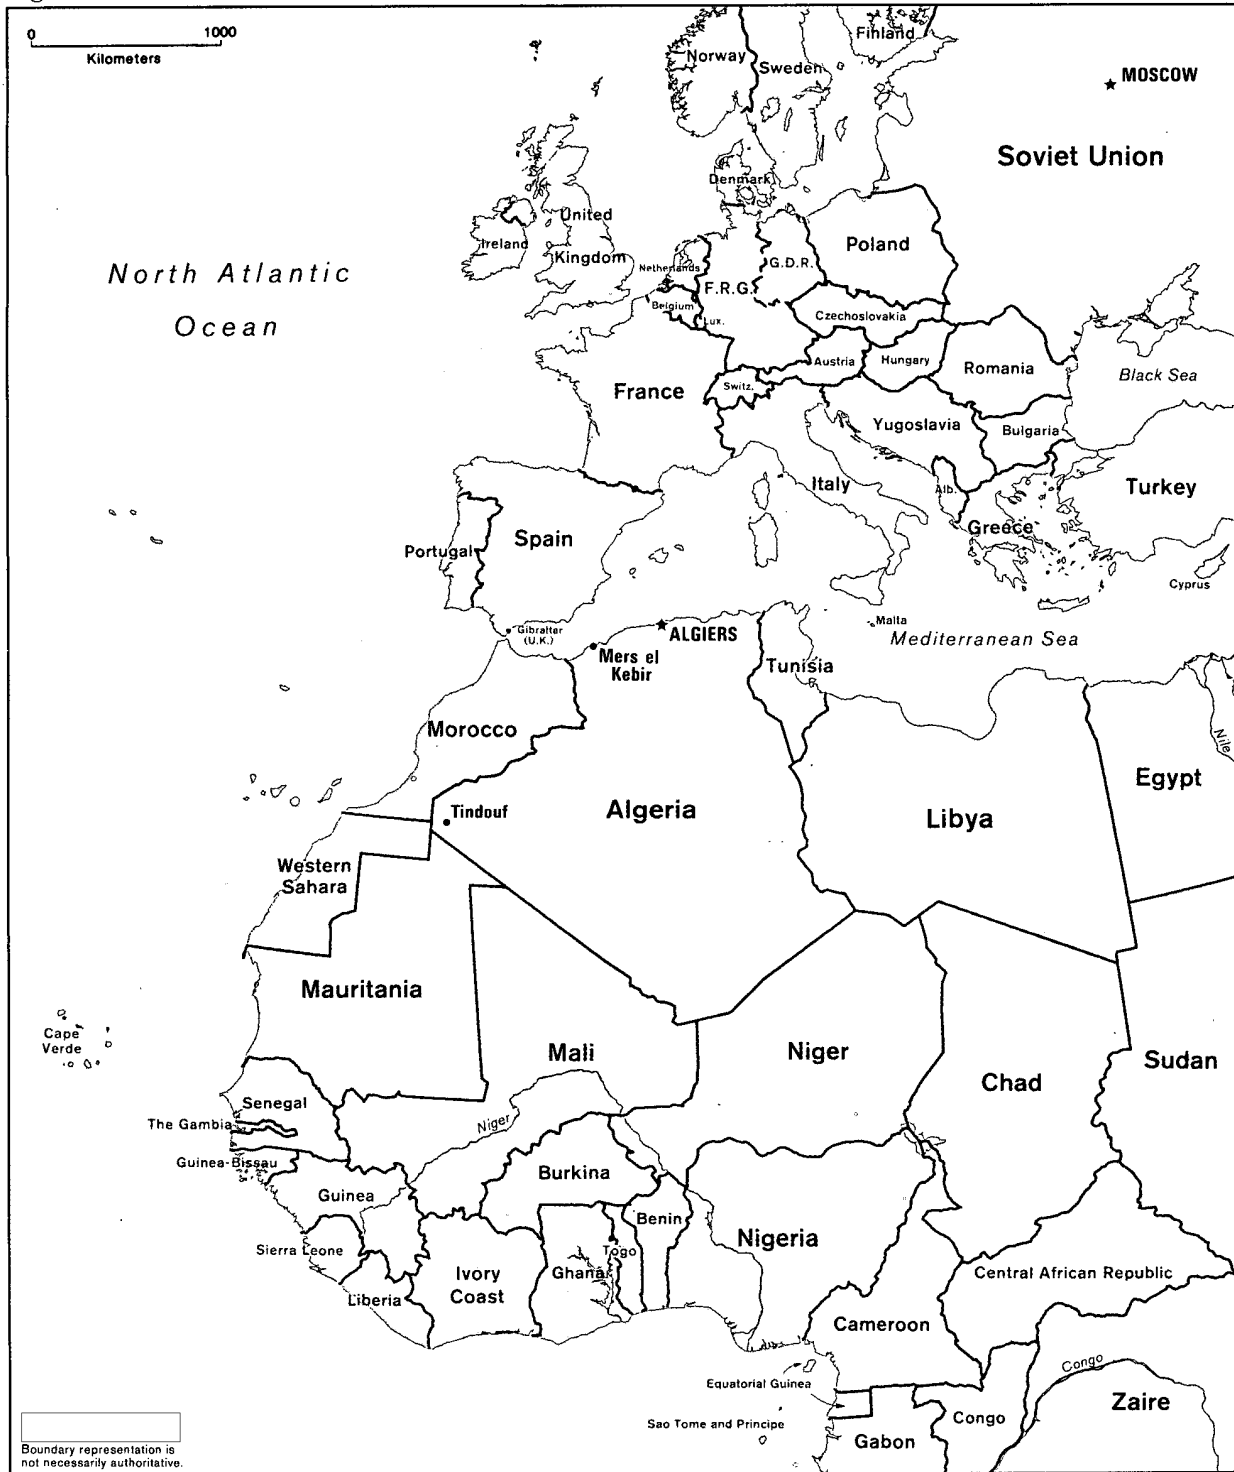 0 1000
Kilometers
Norway
Sweden
Finland
MOSCOW
Soviet Union
Denmark
United
Kingdom
Ireland
Netherlands
Belgium
Lux.
F.R.G.
G.D.R.
Poland
Czechoslovakia
North Atlantic
Ocean
France
Switz.
Austria
Hungary
Romania
Black Sea
Yugoslavia
Bulgaria
Italy
Alb.
Greece
Turkey
Cyprus
Portugal
Spain
Gibraltar
(U.K.)
ALGIERS
Mers el
Kebir
Malta
Mediterranean Sea
Tunisia
Morocco
Nile
Egypt
Algeria
Libya
Tindouf
Western
Sahara
Mauritania
Cape
Verde
Mali
Niger
Chad
Sudan
Senegal
The Gambia
Niger
Guinea-Bissau
Guinea
Burkina
Benin
Nigeria
Sierra Leone
Togo
Ghana
Ivory
Coast
Liberia
Central African Republic
Cameroon
Equatorial Guinea
Congo
Sao Tome and Principe
Gabon
Congo
Zaire
Boundary representation is
not necessarily authoritative.